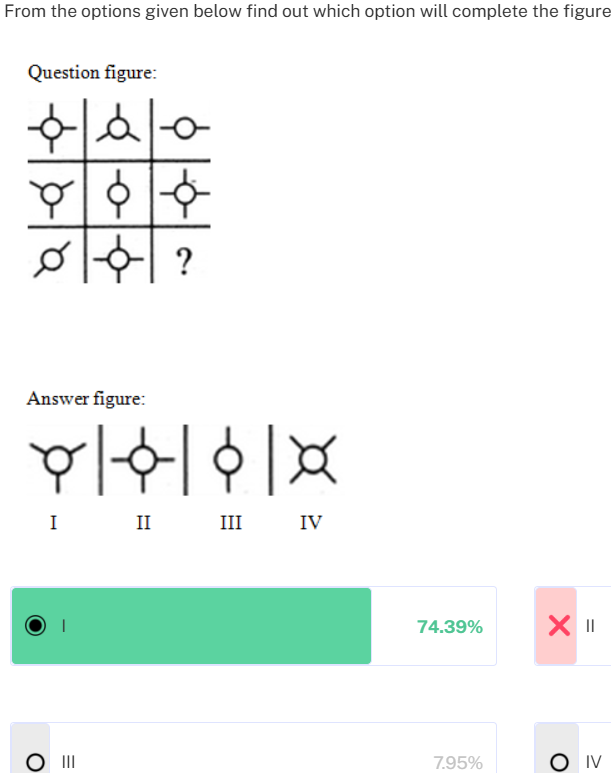 From the options given below find out which option will complete the figure
Question figure:
?
Answer figure:
I II III IV
I 74.39% II
III 7.95% IV